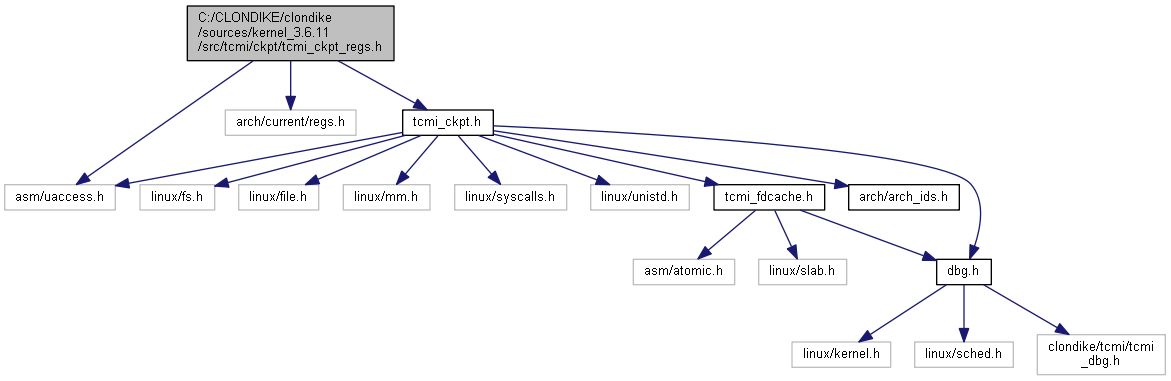 C:/CLONDIKE/clondike
/sources/kernel_3.6.11
/src/tcmi/ckpt/tcmi_ckpt_regs.h
arch/current/regs.h
tcmi_ckpt.h
asm/uaccess.h
linux/fs.h
linux/file.h
linux/mm.h
linux/syscalls.h
linux/unistd.h
tcmi_fdcache.h
arch/arch_ids.h
asm/atomic.h
linux/slab.h
dbg.h
linux/kernel.h
linux/sched.h
clondike/tcmi/tcmi
_dbg.h